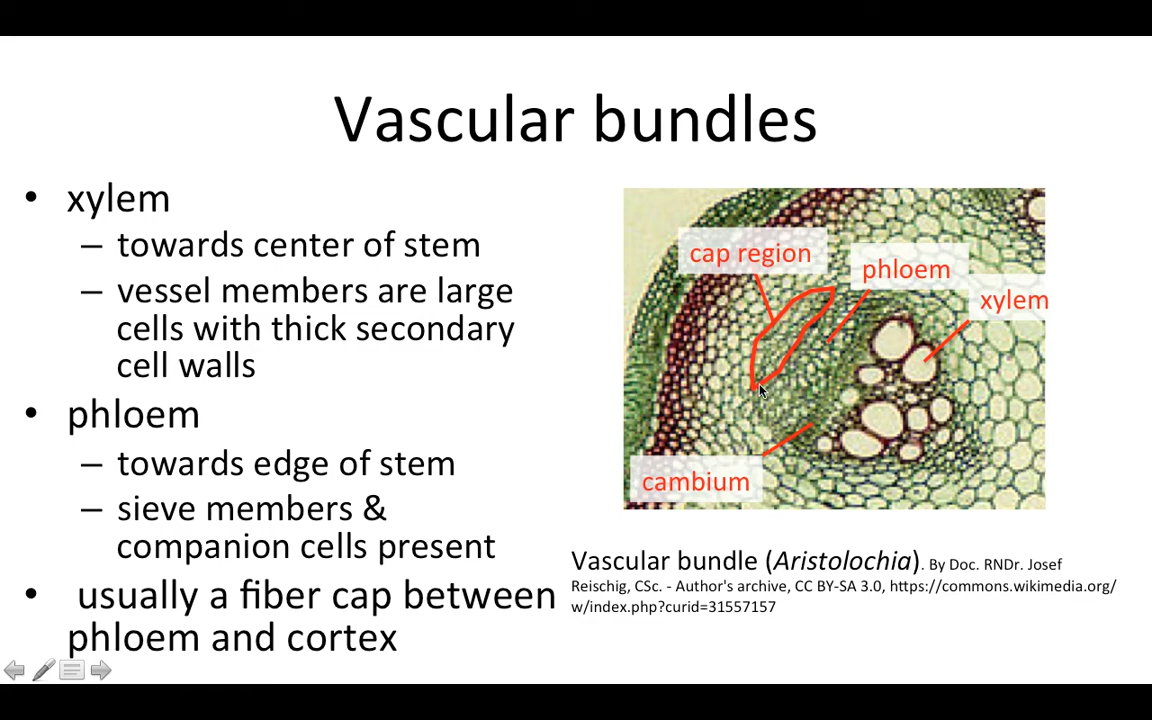 Vascular bundles
• xylem
– towards center of stem
– vessel members are large
cells with thick secondary
cell walls
• phloem
– towards edge of stem
– sieve members &
companion cells present
• usually a fiber cap between
phloem and cortex
cap region
phloem
xylem
cambium
Vascular bundle (Aristolochia). By Doc. RNDr. Josef
Reischig, CSc. - Author's archive, CC BY-SA 3.0, https://commons.wikimedia.org/
w/index.php?curid=31557157